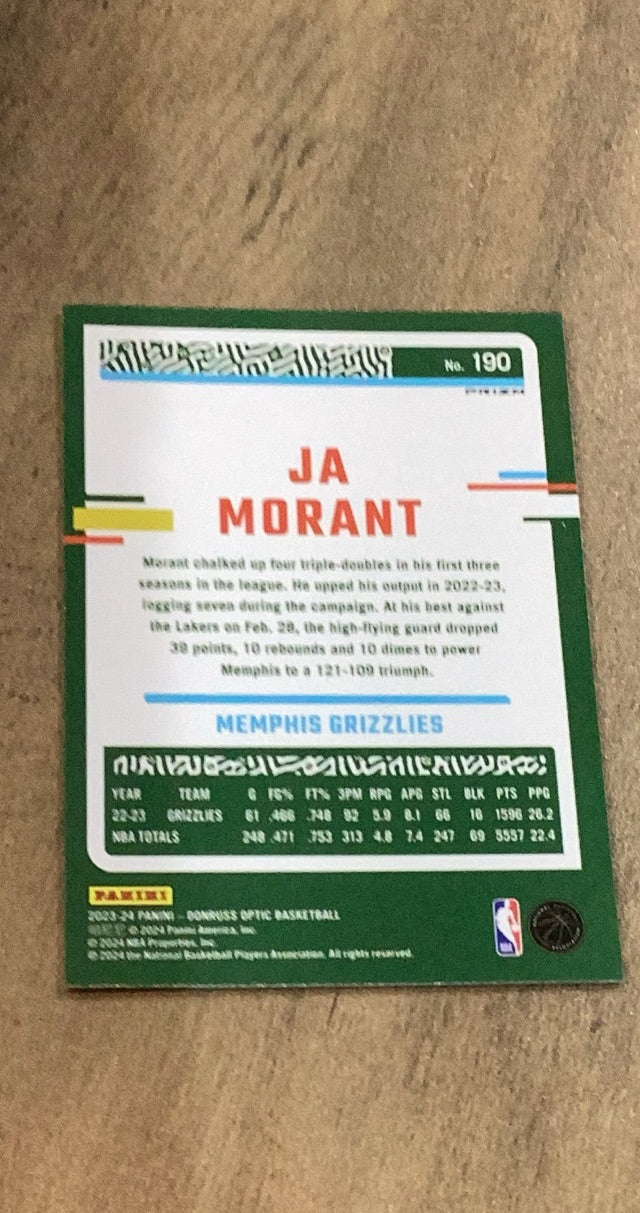 No. 190
PRIZM
JA
MORANT
Morant chalked up four triple-doubles in his first three
seasons in the league. He upped his output in 2022-23,
logging seven during the campaign. At his best against
the Lakers on Feb. 28, the high-flying guard dropped
39 points, 10 rebounds and 10 dimes to power
Memphis to a 121-109 triumph.
MEMPHIS GRIZZLIES
YEAR TEAM G FG% FT% 3PM RPG APG STL BLK PTS PPG
22-23 GRIZZLIES 61 .466 .748 92 5.9 8.1 66 16 1596 26.2
NBA TOTALS 248 .471 .753 313 4.8 7.4 247 69 5557 22.4
PANINI
2023-24 PANINI – DONRUSS OPTIC BASKETBALL
© 2024 Panini America, Inc.
© 2024 NBA Properties, Inc.
© 2024 the National Basketball Players Association. All rights reserved.
NBA